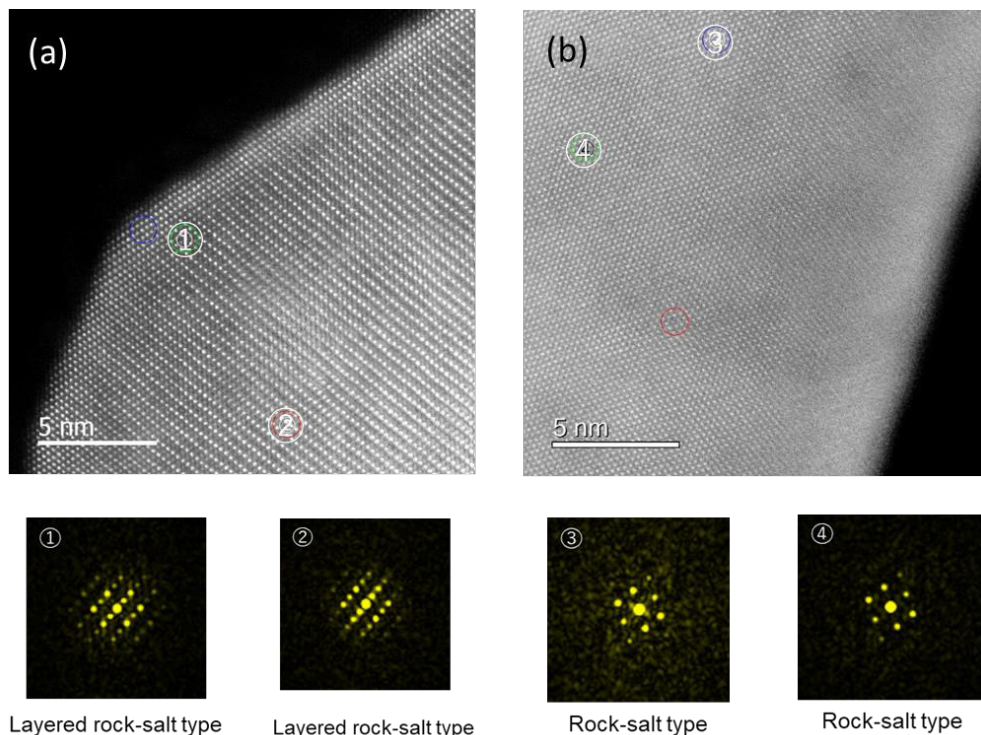 (a)
(b)
3
4
1
2
5 nm
5 nm
①
②
③
④
Layered rock-salt type
Layered rock-salt type
Rock-salt type
Rock-salt type